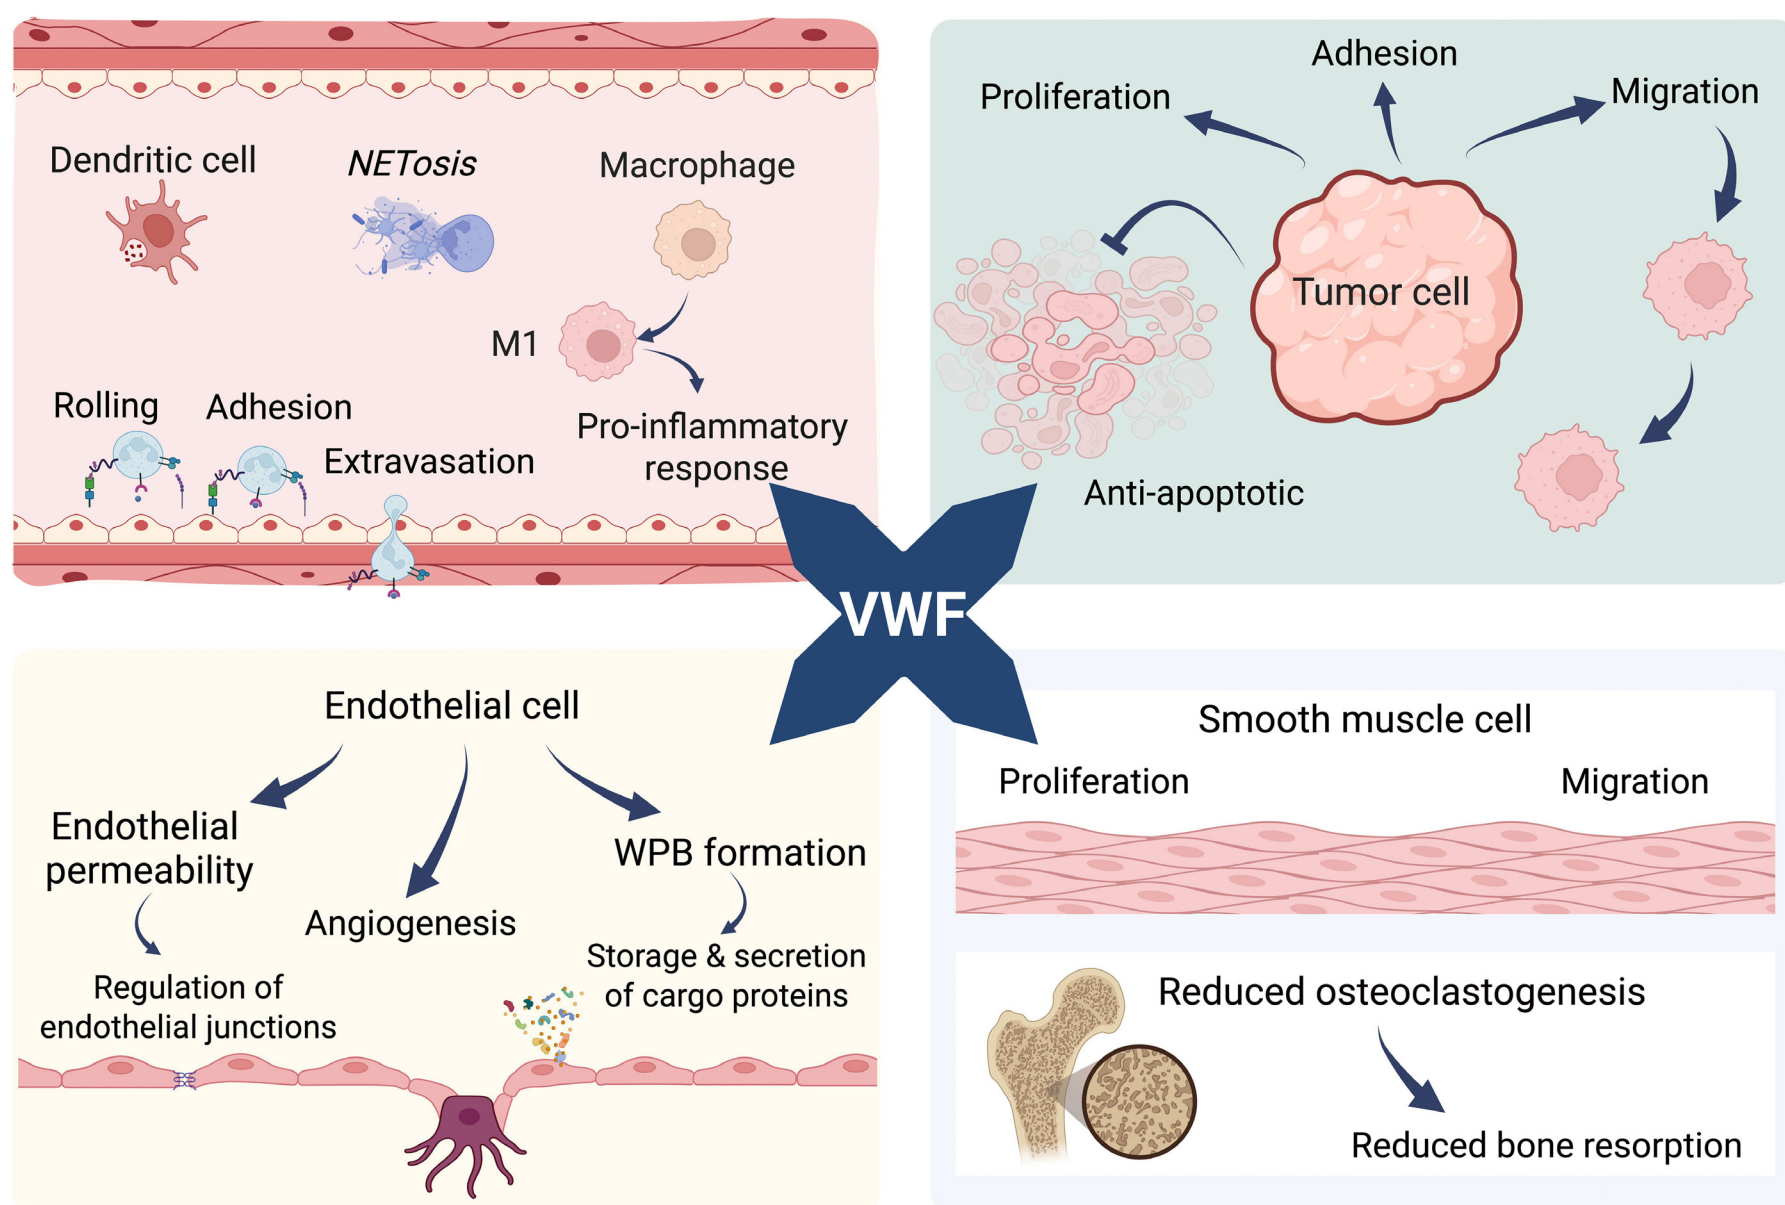 Dendritic cell
NETosis
Macrophage
M1
Rolling
Adhesion
Extravasation
Pro-inflammatory
response
Adhesion
Proliferation
Migration
Tumor cell
Anti-apoptotic
VWF
Endothelial cell
Endothelial
permeability
Regulation of
endothelial junctions
Angiogenesis
WPB formation
Storage & secretion
of cargo proteins
Smooth muscle cell
Proliferation
Migration
Reduced osteoclastogenesis
Reduced bone resorption